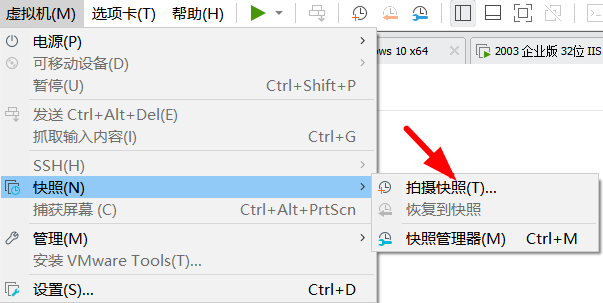 虚拟机(M) 选项卡(T) 帮助(H)
电源(P)
可移动设备(D)
暂停(U) Ctrl+Shift+P
发送 Ctrl+Alt+Del(E)
抓取输入内容(I) Ctrl+G
SSH(H)
快照(N)
捕获屏幕 (C) Ctrl+Alt+PrtScn
管理(M)
安装 VMware Tools(T)...
设置(S)... Ctrl+D
ows 10 x64
2003 企业版 32位 IIS
拍摄快照(T)...
恢复到快照
快照管理器(M) Ctrl+M